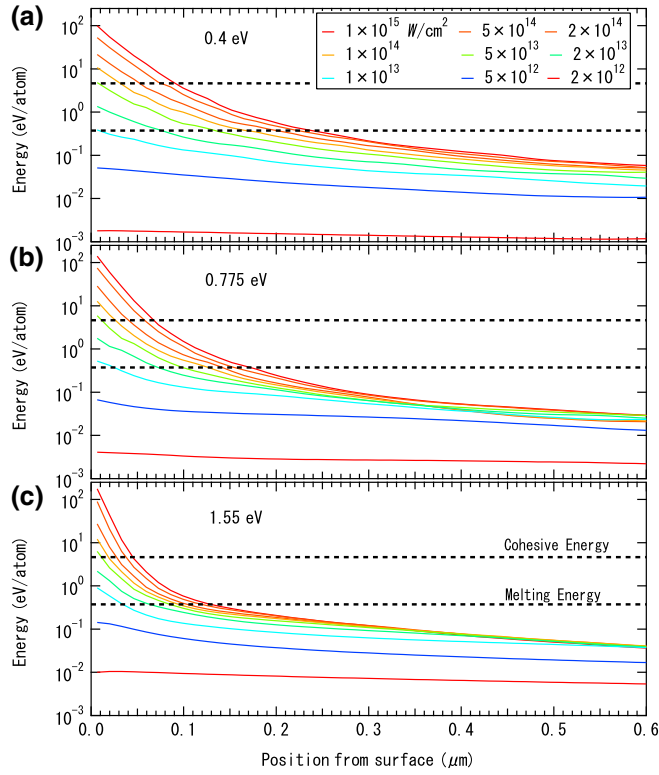 (a)
0.4 eV
1×10¹⁵ W/cm² 5×10¹⁴ 2×10¹⁴
1×10¹⁴ 5×10¹³ 2×10¹³
1×10¹³ 5×10¹² 2×10¹²
10²
10¹
10⁰
10⁻¹
10⁻²
10⁻³
Energy (eV/atom)
(b)
0.775 eV
10²
10¹
10⁰
10⁻¹
10⁻²
10⁻³
Energy (eV/atom)
(c)
1.55 eV
Cohesive Energy
Melting Energy
10²
10¹
10⁰
10⁻¹
10⁻²
10⁻³
Energy (eV/atom)
0.0 0.1 0.2 0.3 0.4 0.5 0.6
Position from surface (μm)